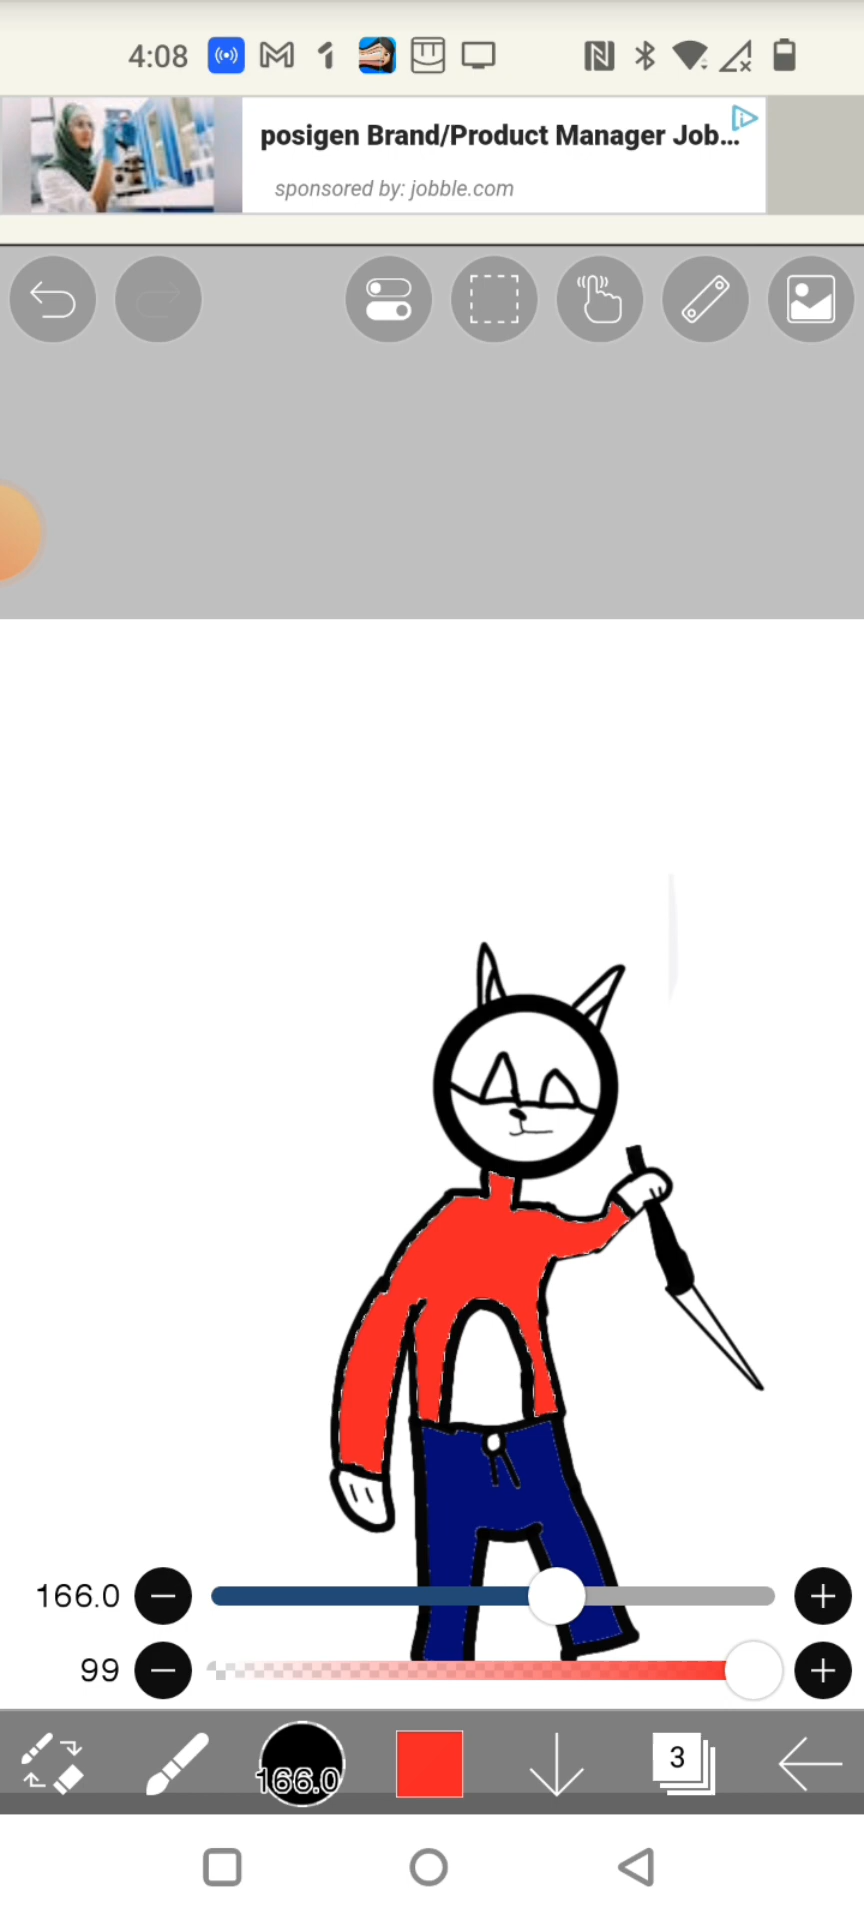 4:08
posigen Brand/Product Manager Job...
sponsored by: jobble.com
166.0
99
166.0
3